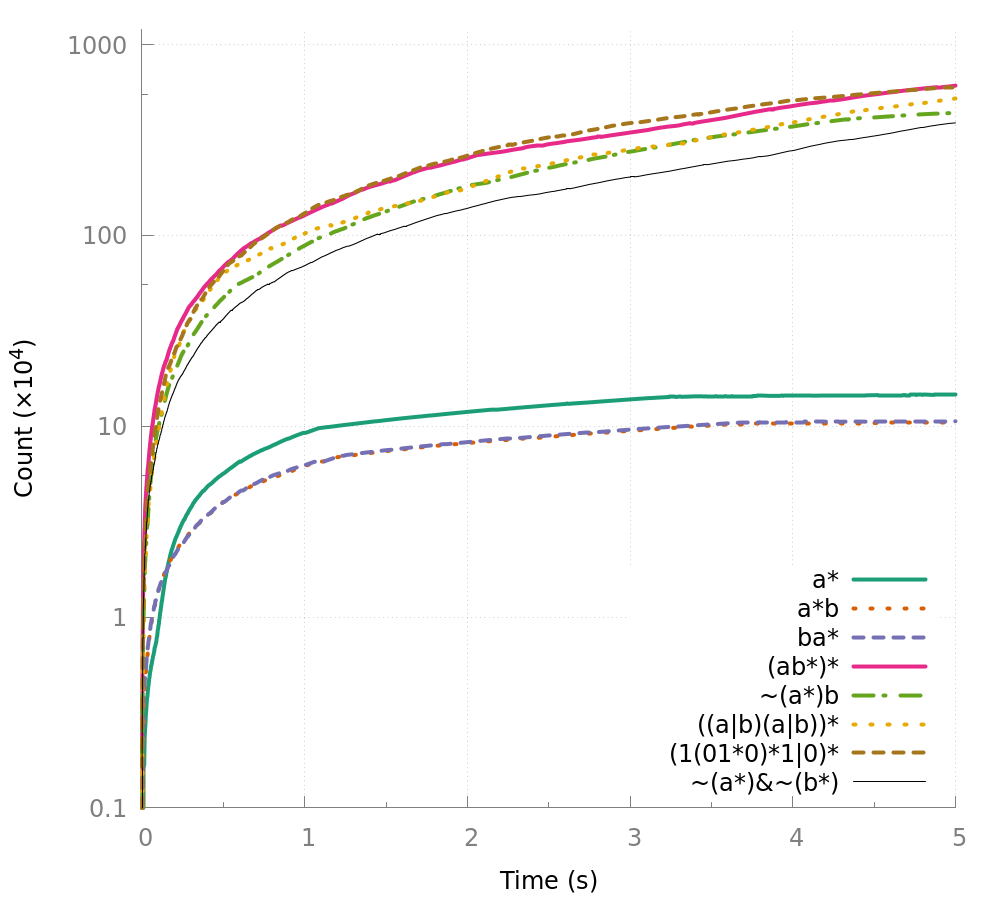 1000
100
10
1
0.1
Count (×10⁴)
a*
a*b
ba*
(ab*)*
~(a*)b
((a|b)(a|b))*
(1(01*0)*1|0)*
~(a*)&~(b*)
0 1 2 3 4 5
Time (s)